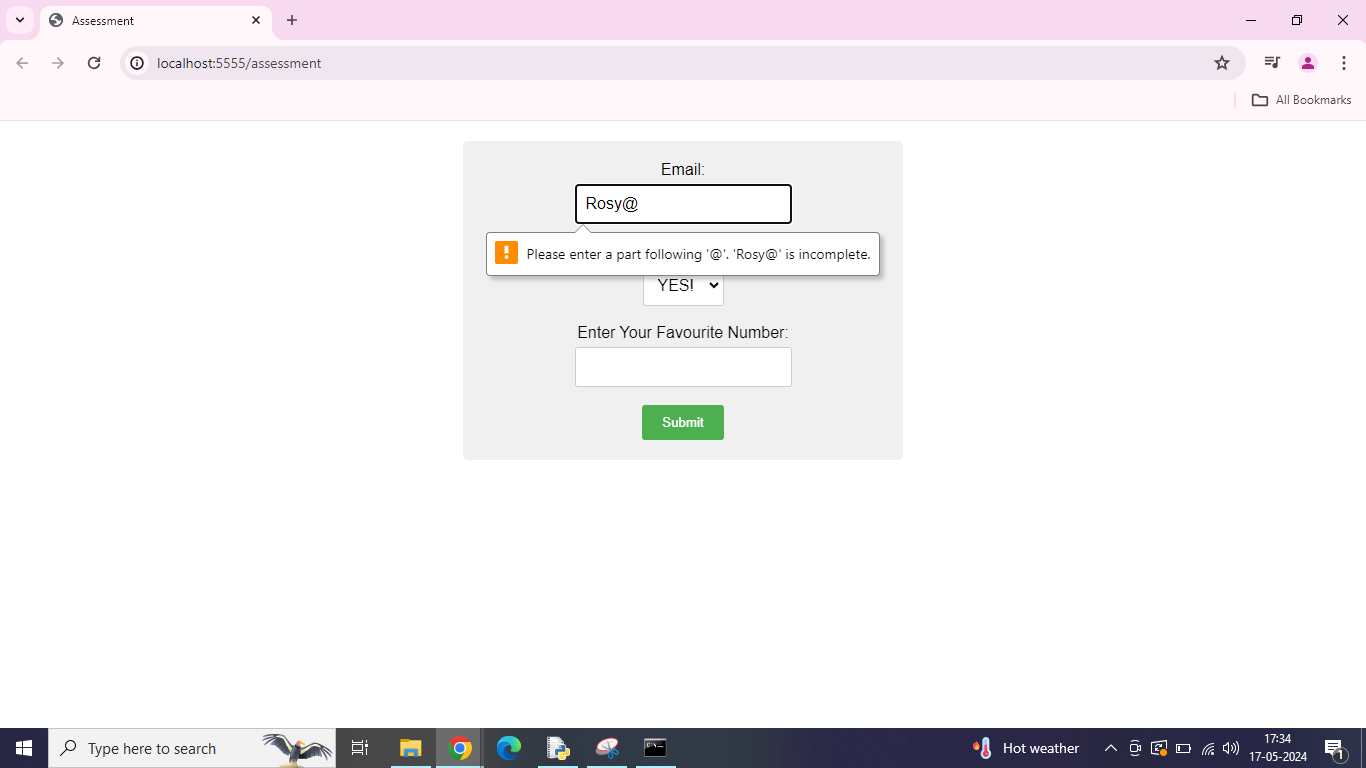 Assessment
localhost:5555/assessment
All Bookmarks
Email:
Rosy@
Please enter a part following '@'. 'Rosy@' is incomplete.
YES!
Enter Your Favourite Number:
Submit
Type here to search
Hot weather
17:34
17-05-2024
1